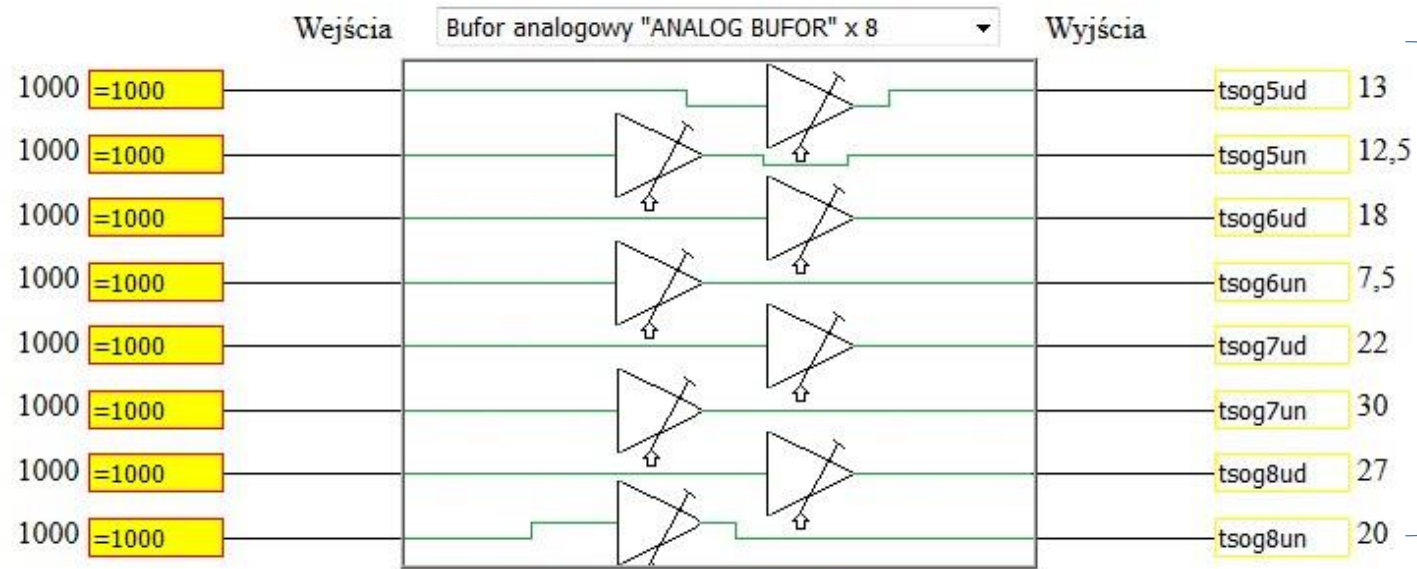 Wejścia Bufor analogowy "ANALOG BUFOR" x 8 Wyjścia
1000 =1000 tsog5ud 13
1000 =1000 tsog5un 12,5
1000 =1000 tsog6ud 18
1000 =1000 tsog6un 7,5
1000 =1000 tsog7ud 22
1000 =1000 tsog7un 30
1000 =1000 tsog8ud 27
1000 =1000 tsog8un 20